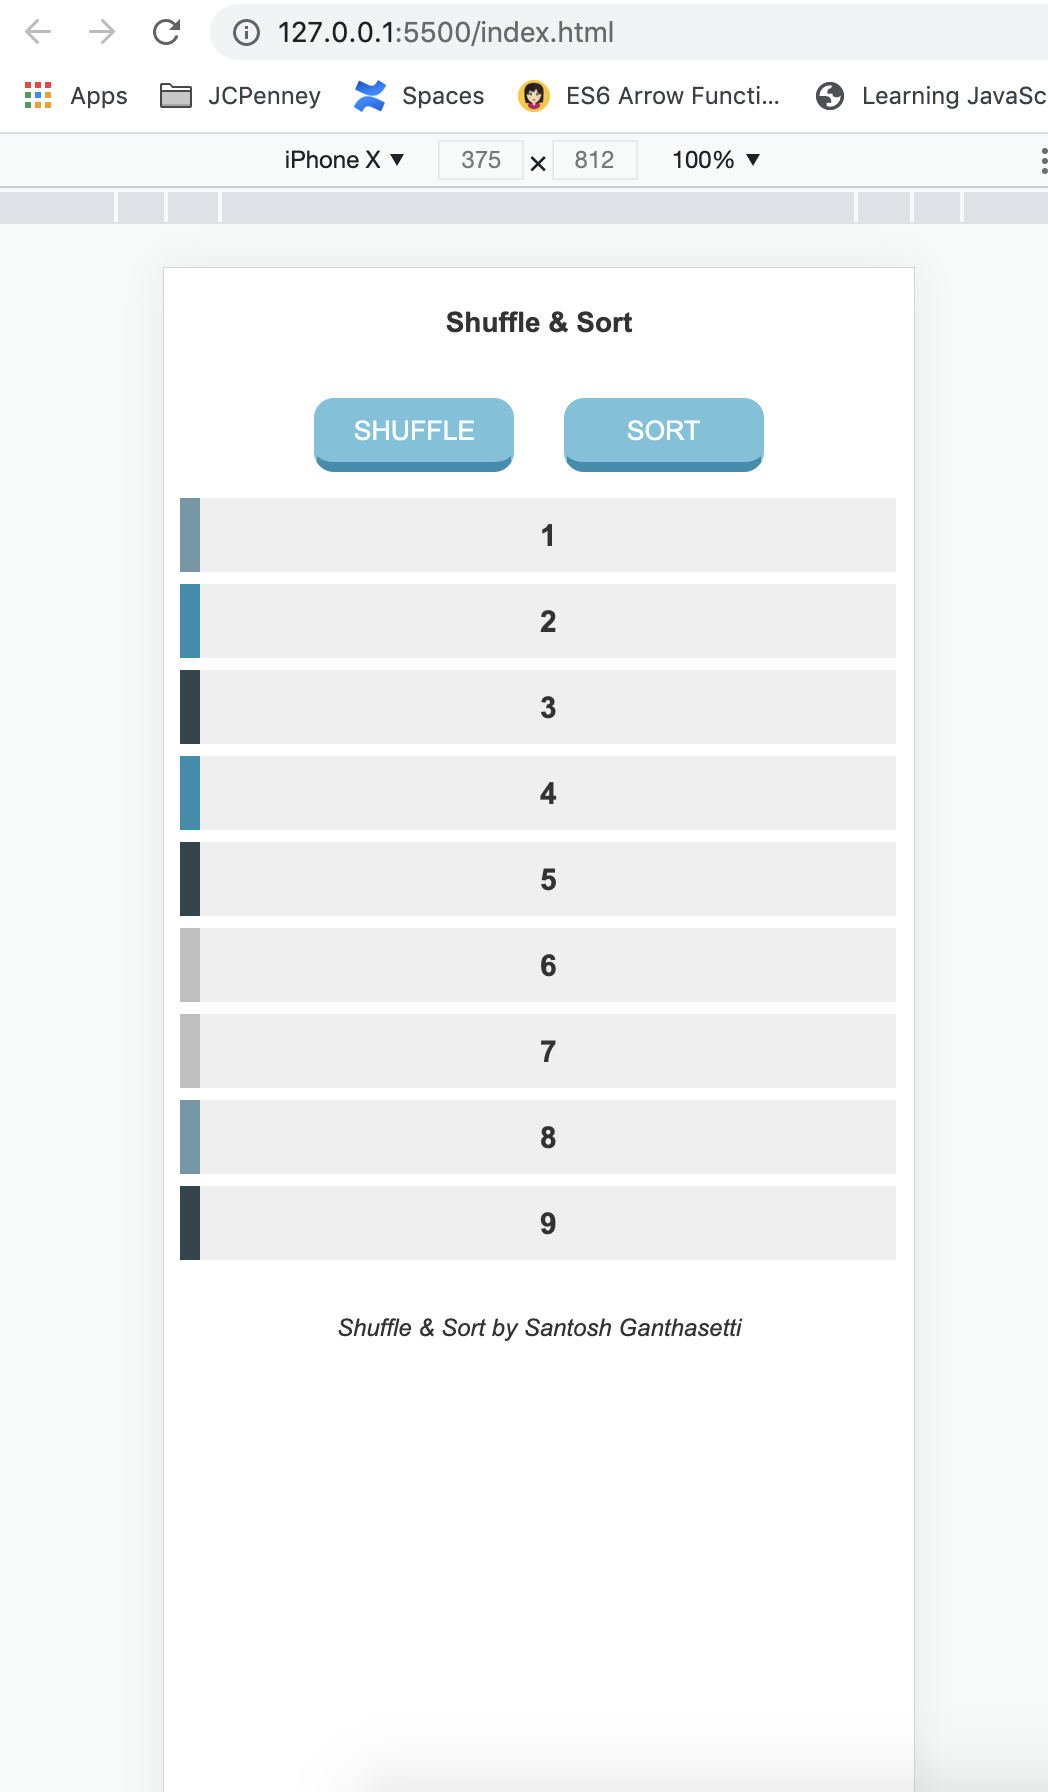 127.0.0.1:5500/index.html
Apps JCPenney Spaces ES6 Arrow Functi... Learning JavaSc
iPhone X ▼ 375 × 812 100% ▼
Shuffle & Sort
SHUFFLE SORT
1
2
3
4
5
6
7
8
9
Shuffle & Sort by Santosh Ganthasetti